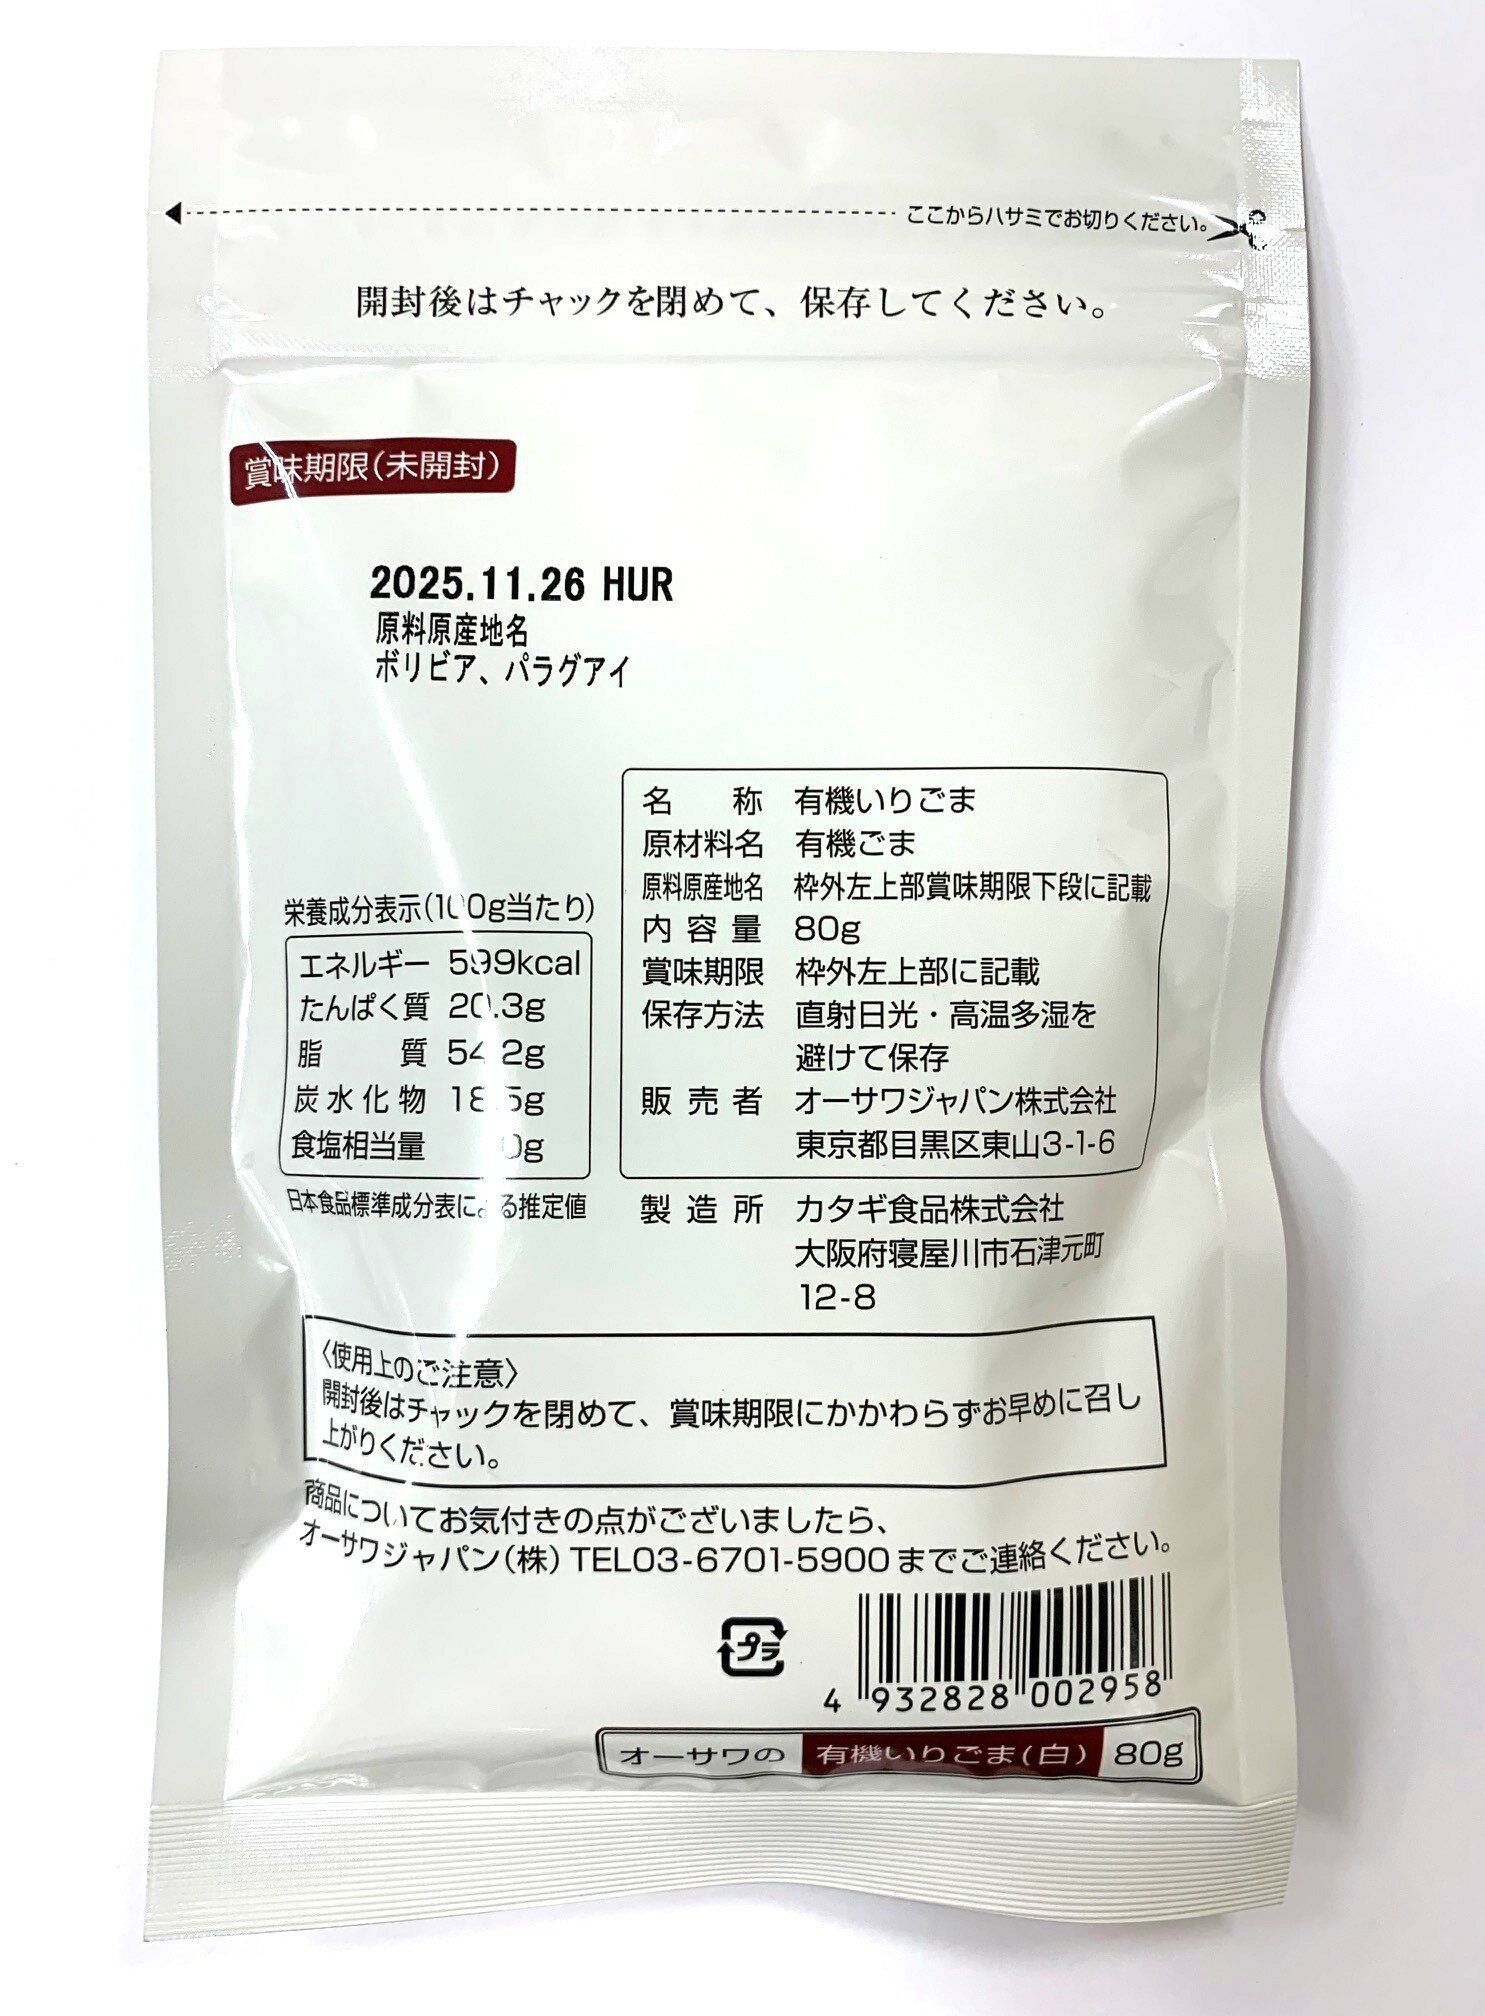 ここからハサミでお切りください。
開封後はチャックを閉めて、保存してください。
賞味期限(未開封)
2025.11.26 HUR
原料原産地名
ボリビア、パラグアイ
栄養成分表示(100g当たり)
エネルギー 599kcal
たんぱく質 20.3g
脂質 54.2g
炭水化物 18.5g
食塩相当量 0g
日本食品標準成分表による推定値
名称 有機いりごま
原材料名 有機ごま
原料原産地名 枠外左上部賞味期限下段に記載
内容量 80g
賞味期限 枠外左上部に記載
保存方法 直射日光・高温多湿を
避けて保存
販売者 オーサワジャパン株式会社
東京都目黒区東山3-1-6
製造所 カタギ食品株式会社
大阪府寝屋川市石津元町
12-8
〈使用上のご注意〉
開封後はチャックを閉めて、賞味期限にかかわらずお早めに召し
上がりください。
商品についてお気付きの点がございましたら、
オーサワジャパン(株) TEL03-6701-5900までご連絡ください。
プラ
4 932828 002958
オーサワの 有機いりごま(白) 80g